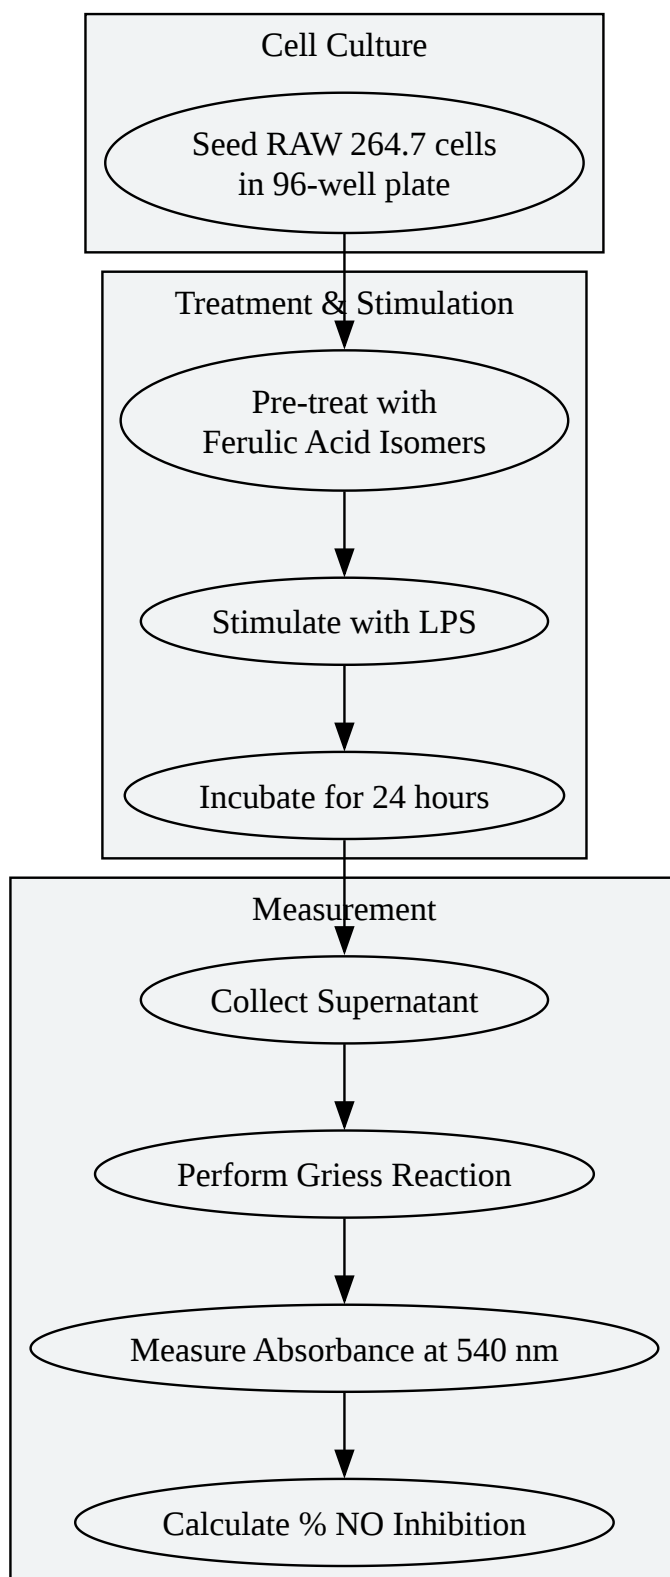 Cell Culture
Seed RAW 264.7 cells
in 96-well plate
Treatment & Stimulation
Pre-treat with
Ferulic Acid Isomers
Stimulate with LPS
Incubate for 24 hours
Measurement
Collect Supernatant
Perform Griess Reaction
Measure Absorbance at 540 nm
Calculate % NO Inhibition